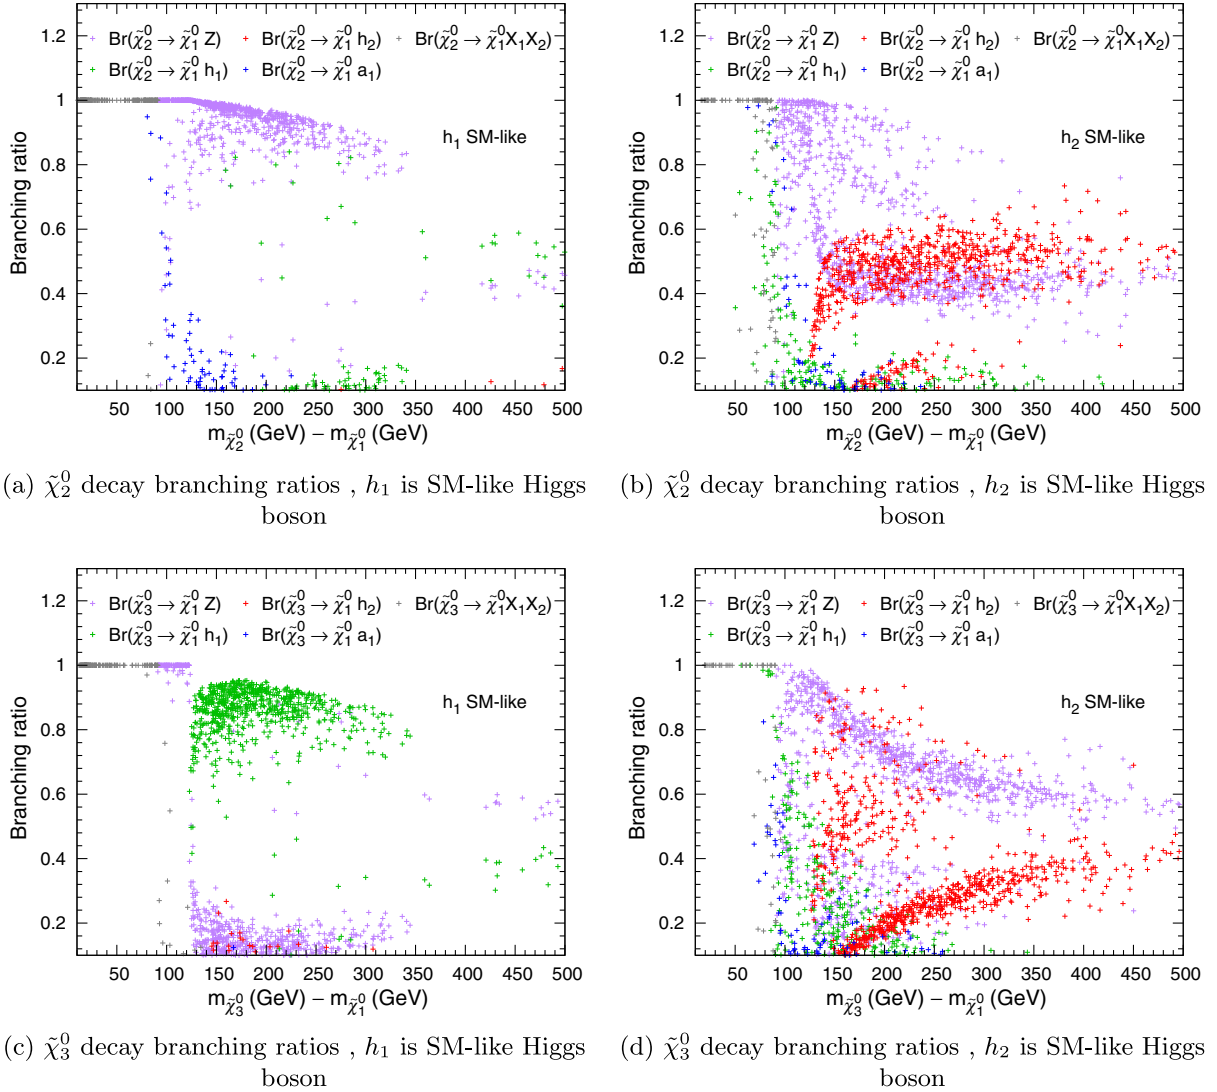 1.2
1
0.8
0.6
0.4
0.2
Branching ratio
Br(χ̃₂⁰→ χ̃₁⁰ Z) Br(χ̃₂⁰→ χ̃₁⁰ h₂) Br(χ̃₂⁰→ χ̃₁⁰X₁X₂)
Br(χ̃₂⁰→ χ̃₁⁰ h₁) Br(χ̃₂⁰→ χ̃₁⁰ a₁)
h₁ SM-like
50 100 150 200 250 300 350 400 450 500
m_χ̃₂⁰ (GeV) − m_χ̃₁⁰ (GeV)
(a) χ̃₂⁰ decay branching ratios , h₁ is SM-like Higgs
boson
1.2
1
0.8
0.6
0.4
0.2
Branching ratio
Br(χ̃₂⁰→ χ̃₁⁰ Z) Br(χ̃₂⁰→ χ̃₁⁰ h₂) Br(χ̃₂⁰→ χ̃₁⁰X₁X₂)
Br(χ̃₂⁰→ χ̃₁⁰ h₁) Br(χ̃₂⁰→ χ̃₁⁰ a₁)
h₂ SM-like
50 100 150 200 250 300 350 400 450 500
m_χ̃₂⁰ (GeV) − m_χ̃₁⁰ (GeV)
(b) χ̃₂⁰ decay branching ratios , h₂ is SM-like Higgs
boson
1.2
1
0.8
0.6
0.4
0.2
Branching ratio
Br(χ̃₃⁰→ χ̃₁⁰ Z) Br(χ̃₃⁰→ χ̃₁⁰ h₂) Br(χ̃₃⁰→ χ̃₁⁰X₁X₂)
Br(χ̃₃⁰→ χ̃₁⁰ h₁) Br(χ̃₃⁰→ χ̃₁⁰ a₁)
h₁ SM-like
50 100 150 200 250 300 350 400 450 500
m_χ̃₃⁰ (GeV) − m_χ̃₁⁰ (GeV)
(c) χ̃₃⁰ decay branching ratios , h₁ is SM-like Higgs
boson
1.2
1
0.8
0.6
0.4
0.2
Branching ratio
Br(χ̃₃⁰→ χ̃₁⁰ Z) Br(χ̃₃⁰→ χ̃₁⁰ h₂) Br(χ̃₃⁰→ χ̃₁⁰X₁X₂)
Br(χ̃₃⁰→ χ̃₁⁰ h₁) Br(χ̃₃⁰→ χ̃₁⁰ a₁)
h₂ SM-like
50 100 150 200 250 300 350 400 450 500
m_χ̃₃⁰ (GeV) − m_χ̃₁⁰ (GeV)
(d) χ̃₃⁰ decay branching ratios , h₂ is SM-like Higgs
boson